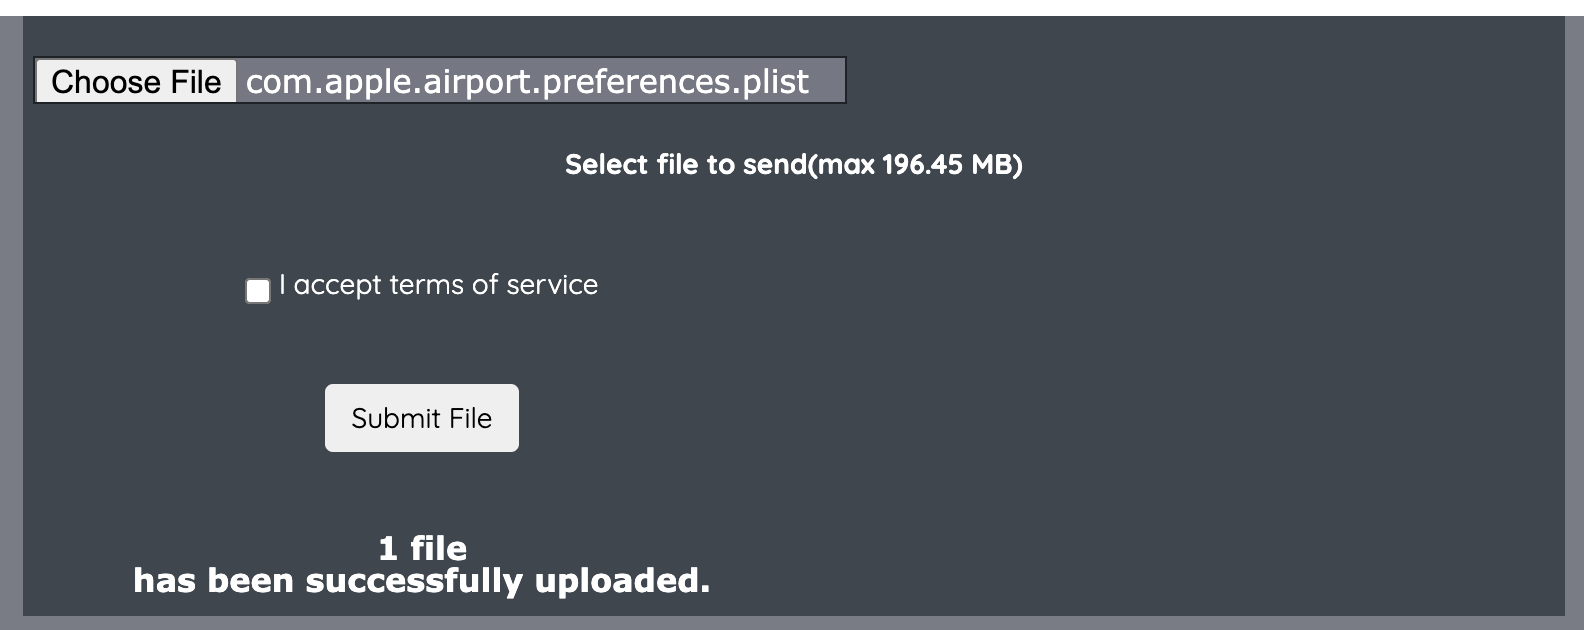 Choose File com.apple.airport.preferences.plist
Select file to send(max 196.45 MB)
I accept terms of service
Submit File
1 file
has been successfully uploaded.